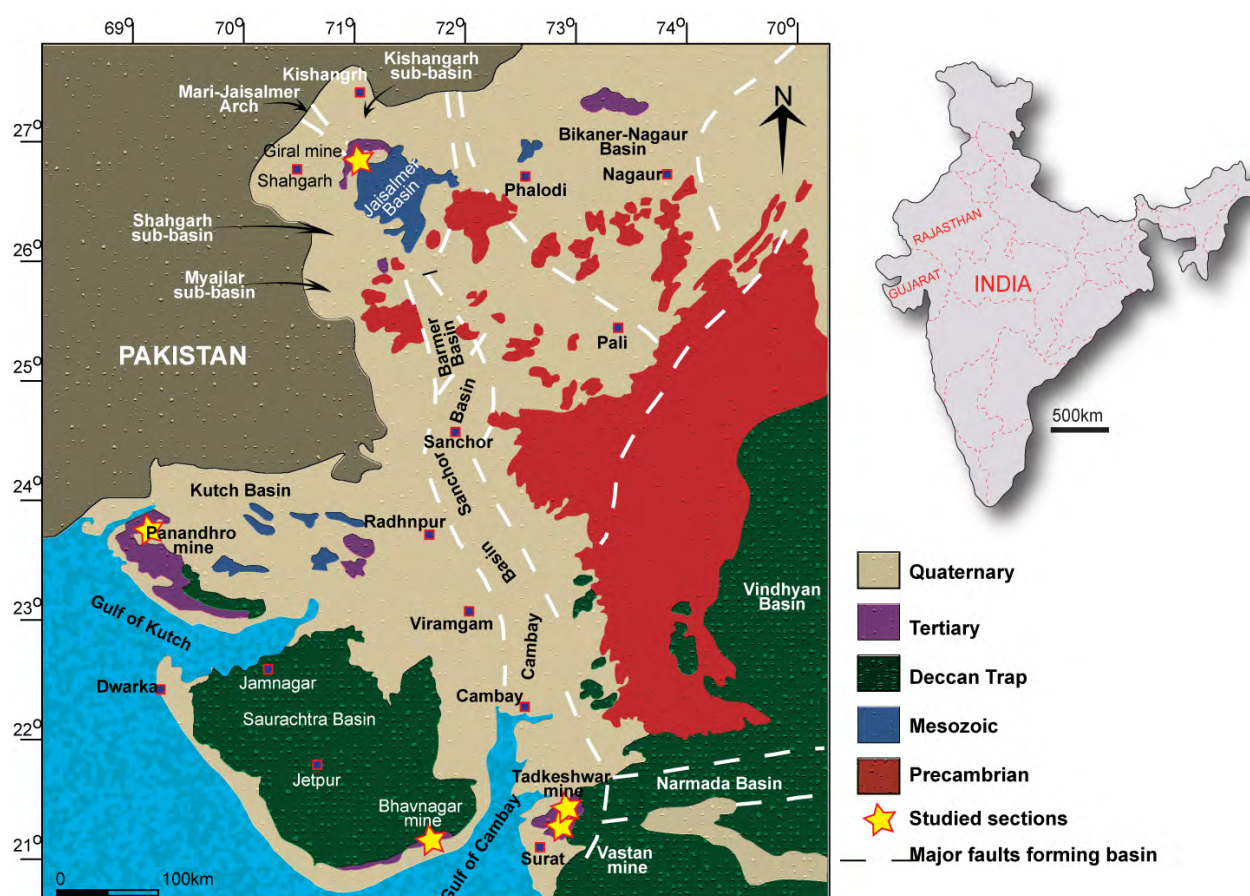 69° 70° 71° 72° 73° 74° 70°
27°
26°
25°
24°
23°
22°
21°
Kishangrh
Kishangarh
sub-basin
Mari-Jaisalmer
Arch
Giral mine
Shahgarh
Jaisalmer
Basin
N
Bikaner-Nagaur
Basin
Phalodi
Nagaur
Shahgarh
sub-basin
Myajlar
sub-basin
PAKISTAN
Barmer
Basin
Pali
Sanchor
Sanchor
Basin
Kutch Basin
Panandhro
mine
Radhnpur
Basin
Vindhyan
Basin
Gulf of Kutch
Viramgam
Cambay
Dwarka
Jamnagar
Cambay
Saurachtra Basin
Jetpur
Bhavnagar
mine
Tadkeshwar
mine
Narmada Basin
Gulf of Cambay
Surat
Vastan
mine
0 100km
RAJASTHAN
GUJARAT
INDIA
500km
Quaternary
Tertiary
Deccan Trap
Mesozoic
Precambrian
Studied sections
Major faults forming basin